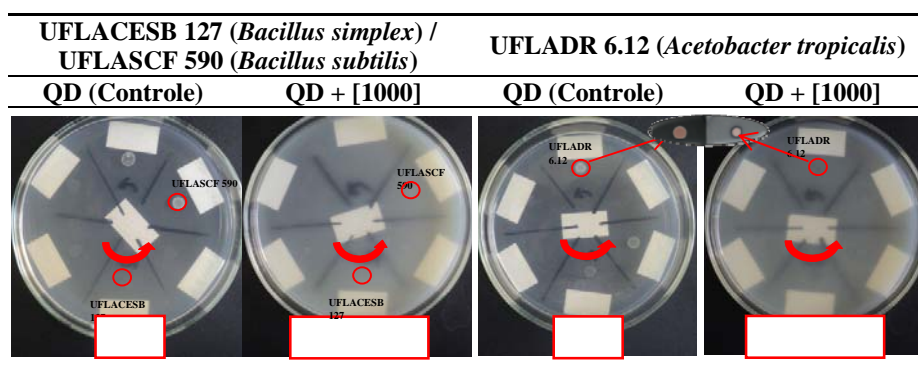 UFLACESB 127 (Bacillus simplex) /
UFLASCF 590 (Bacillus subtilis)
UFLADR 6.12 (Acetobacter tropicalis)
QD (Controle)
QD + [1000]
QD (Controle)
QD + [1000]
UFLASCF 590
UFLACESB
127
UFLASCF
590
UFLACESB
127
UFLADR
6.12
UFLADR
6.12